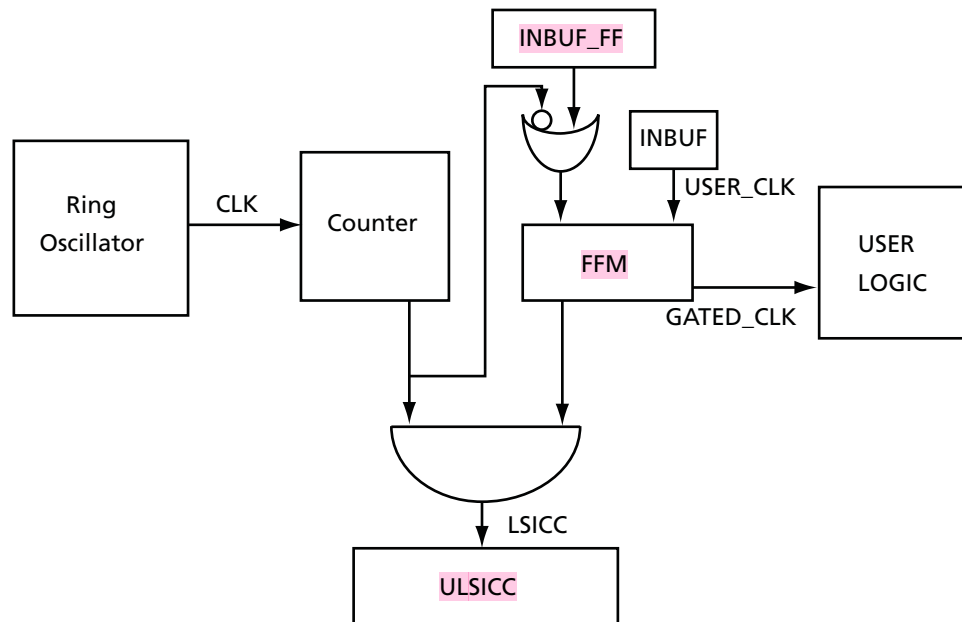 INBUF_FF
INBUF
USER_CLK
Ring
Oscillator
CLK
Counter
FFM
USER
LOGIC
GATED_CLK
LSICC
ULSICC